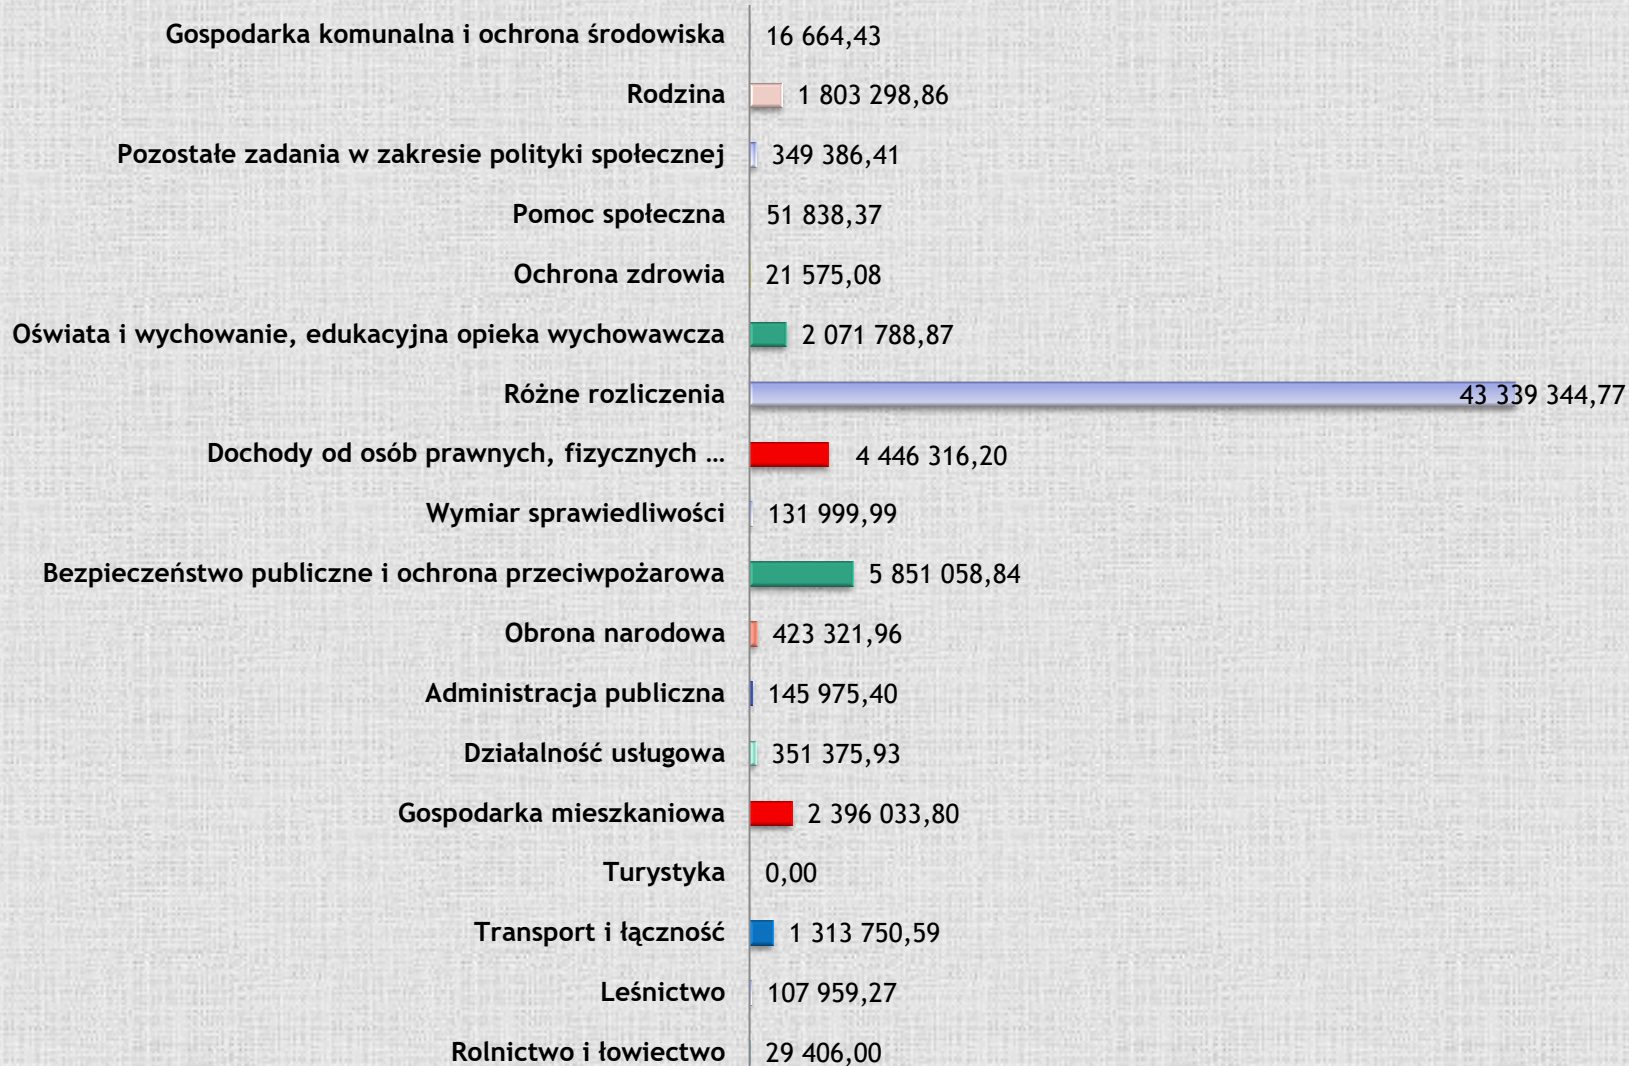 Gospodarka komunalna i ochrona środowiska 16 664,43
Rodzina 1 803 298,86
Pozostałe zadania w zakresie polityki społecznej 349 386,41
Pomoc społeczna 51 838,37
Ochrona zdrowia 21 575,08
Oświata i wychowanie, edukacyjna opieka wychowawcza 2 071 788,87
Różne rozliczenia 43 339 344,77
Dochody od osób prawnych, fizycznych … 4 446 316,20
Wymiar sprawiedliwości 131 999,99
Bezpieczeństwo publiczne i ochrona przeciwpożarowa 5 851 058,84
Obrona narodowa 423 321,96
Administracja publiczna 145 975,40
Działalność usługowa 351 375,93
Gospodarka mieszkaniowa 2 396 033,80
Turystyka 0,00
Transport i łączność 1 313 750,59
Leśnictwo 107 959,27
Rolnictwo i łowiectwo 29 406,00